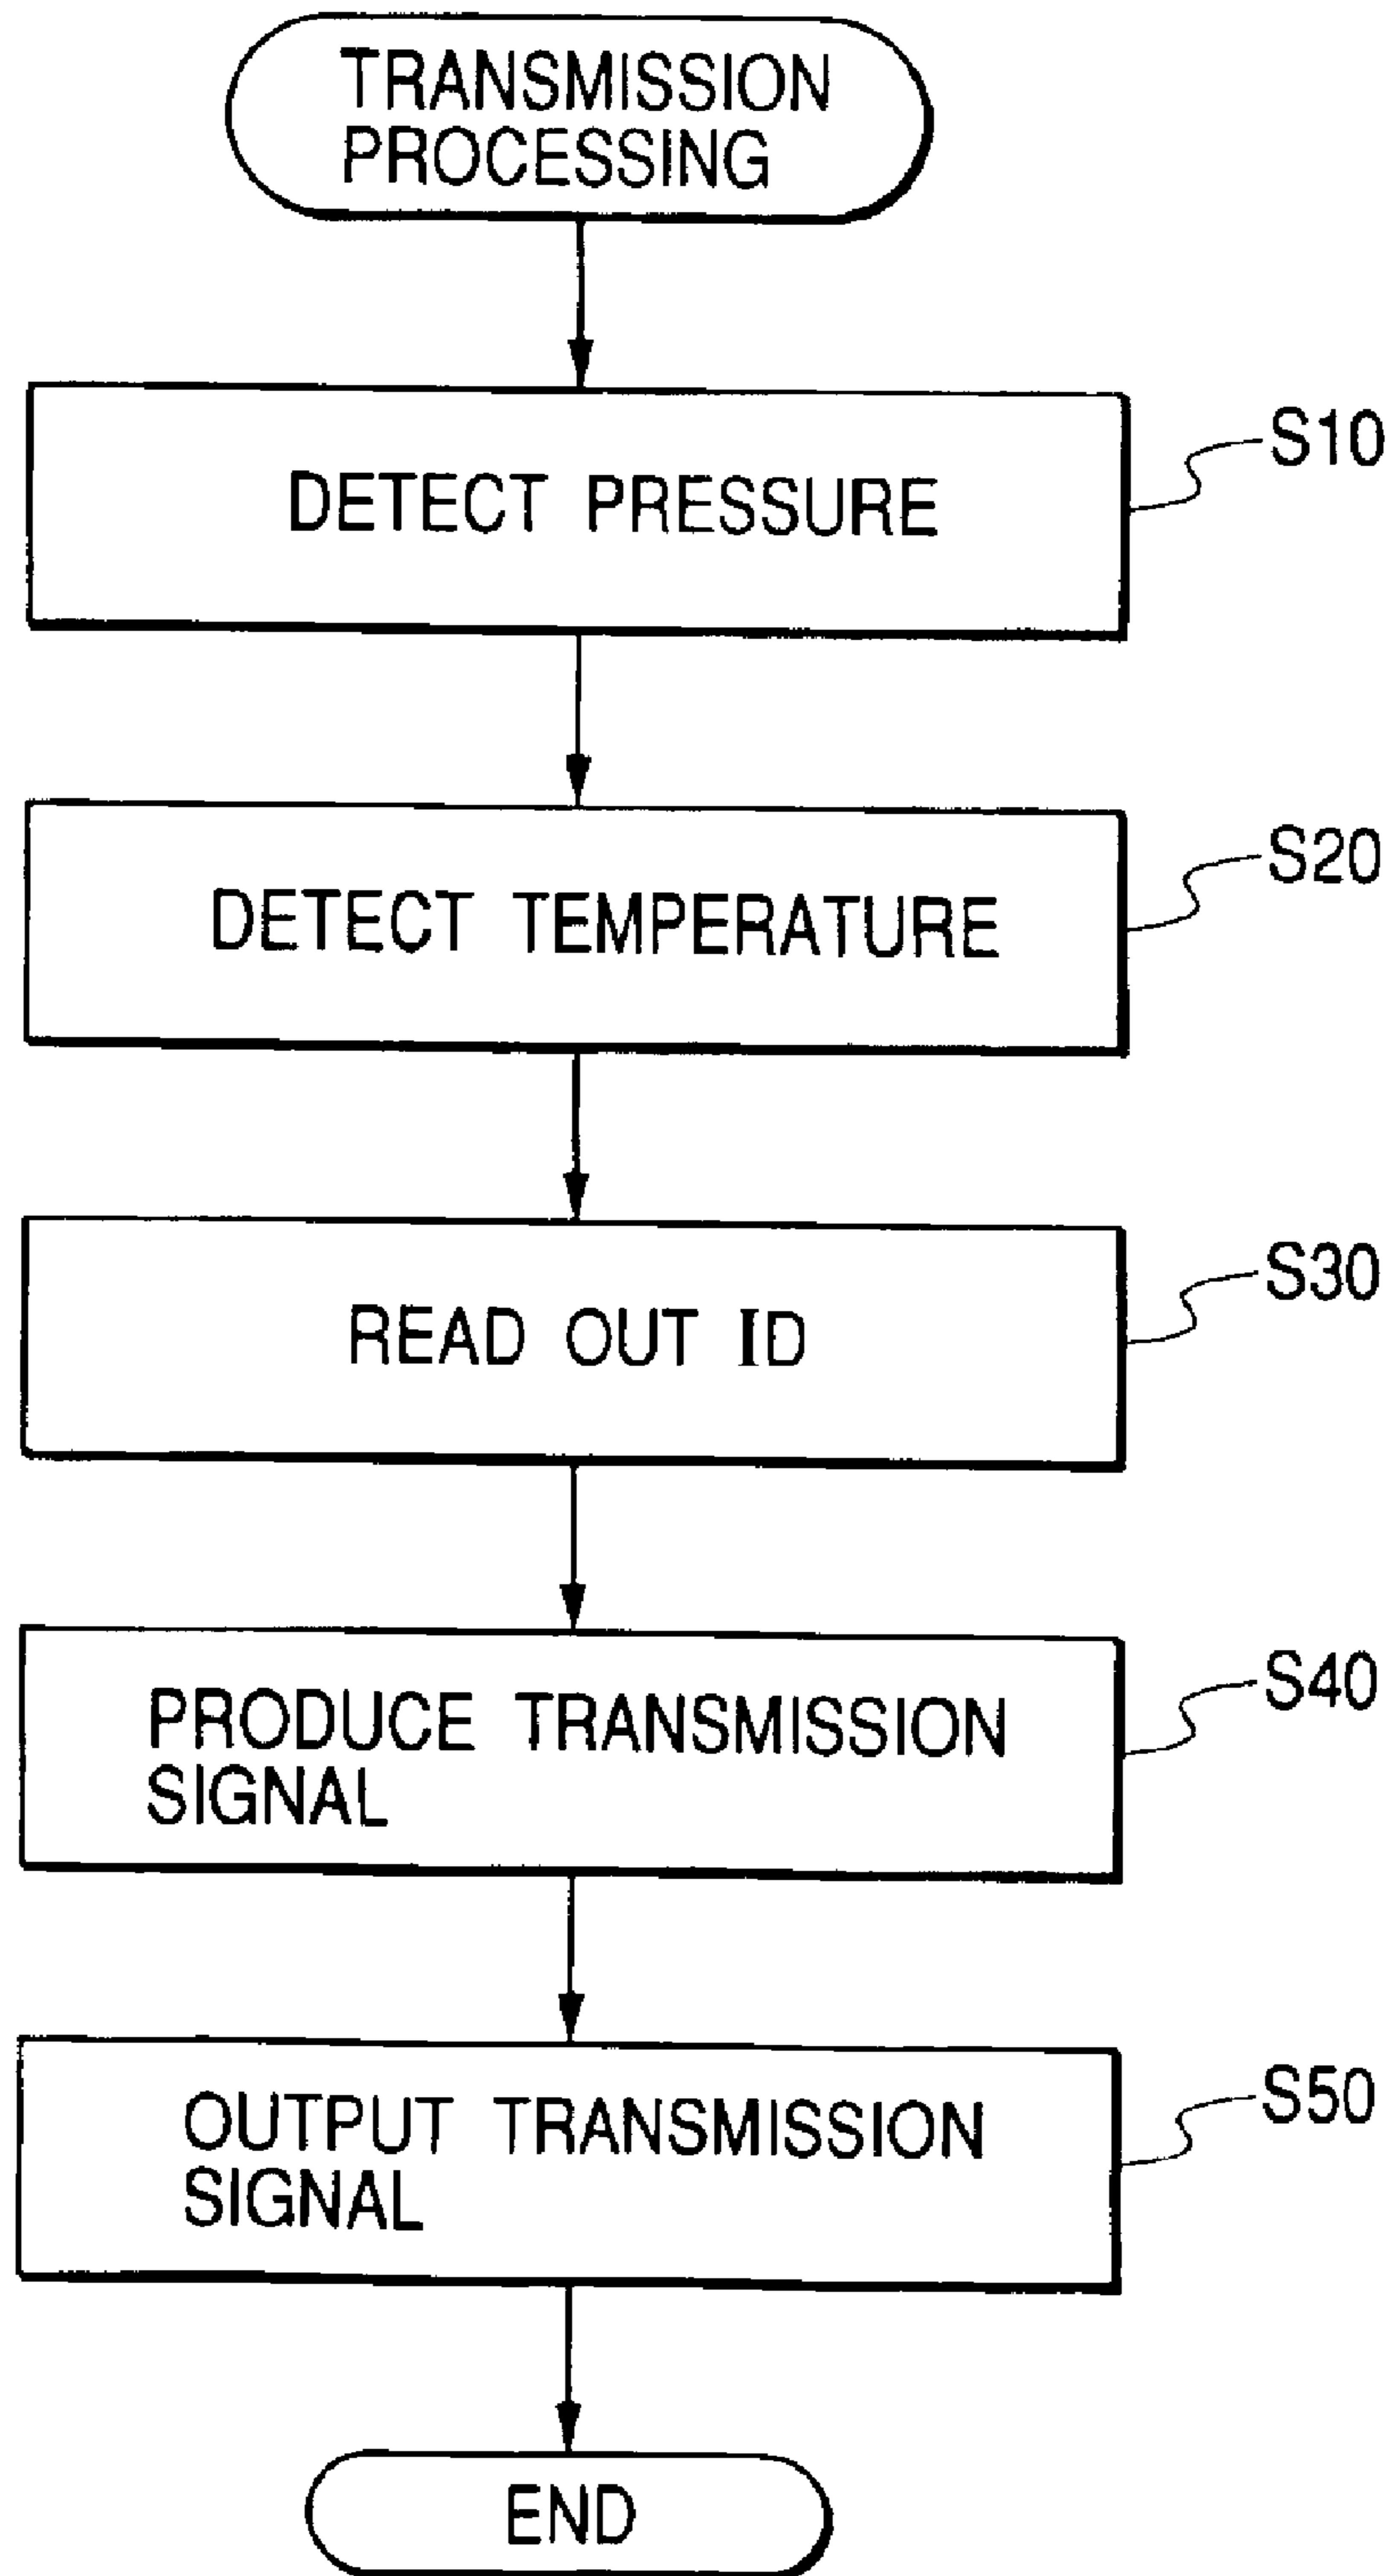 TRANSMISSION
PROCESSING
DETECT PRESSURE
S10
DETECT TEMPERATURE
S20
READ OUT ID
S30
PRODUCE TRANSMISSION
SIGNAL
S40
OUTPUT TRANSMISSION
SIGNAL
S50
END